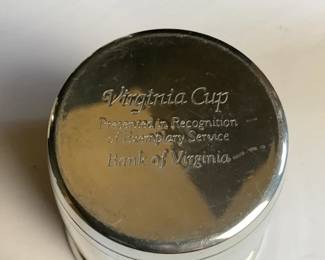 Virginia Cup
Presented in Recognition
of Exemplary Service
Bank of Virginia